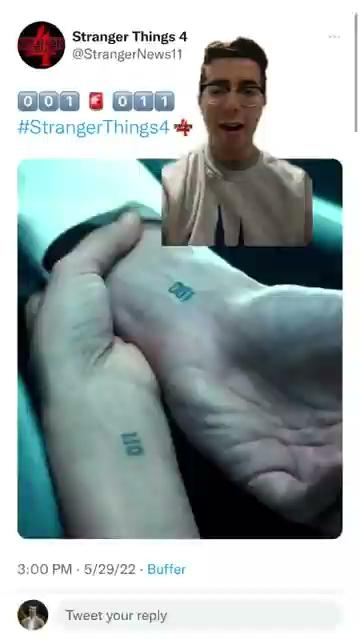 Stranger Things 4
@StrangerNews11
001 🚨 011
#StrangerThings4
001
011
3:00 PM · 5/29/22 · Buffer
Tweet your reply